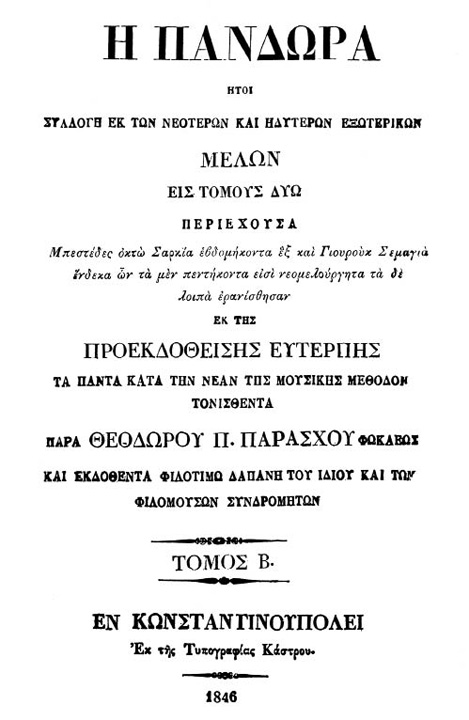 Η ΠΑΝΔΩΡΑ
ΗΤΟΙ
ΣΥΛΛΟΓΗ ΕΚ ΤΩΝ ΝΕΟΤΕΡΩΝ ΚΑΙ ΗΔΥΤΕΡΩΝ ΕΞΩΤΕΡΙΚΩΝ
ΜΕΛΩΝ
ΕΙΣ ΤΟΜΟΥΣ ΔΥΩ
ΠΕΡΙΕΧΟΥΣΑ
Μπεστέδες ὀκτὼ Σαρκία ἑβδομήκοντα ἓξ καὶ Γιουροὺκ Σεμαγιὰ
ἕνδεκα ὧν τὰ μὲν πεντήκοντα εἰσὶ νεομελούργητα τὰ δὲ
λοιπὰ ἐρανίσθησαν
ΕΚ ΤΗΣ
ΠΡΟΕΚΔΟΘΕΙΣΗΣ ΕΥΤΕΡΠΗΣ
ΤΑ ΠΑΝΤΑ ΚΑΤΑ ΤΗΝ ΝΕΑΝ ΤΗΣ ΜΟΥΣΙΚΗΣ ΜΕΘΟΔΟΝ
ΤΟΝΙΣΘΕΝΤΑ
ΠΑΡΑ ΘΕΟΔΩΡΟΥ Π. ΠΑΡΑΣΧΟΥ ΦΩΚΑΕΩΣ
ΚΑΙ ΕΚΔΟΘΕΝΤΑ ΦΙΛΟΤΙΜΩ ΔΑΠΑΝΗ ΤΟΥ ΙΔΙΟΥ ΚΑΙ ΤΩΝ
ΦΙΛΟΜΟΥΣΩΝ ΣΥΝΔΡΟΜΗΤΩΝ
ΤΟΜΟΣ Β.
ΕΝ ΚΩΝΣΤΑΝΤΙΝΟΥΠΟΛΕΙ
Ἐκ τῆς Τυπογραφίας Κάστρου.
1846